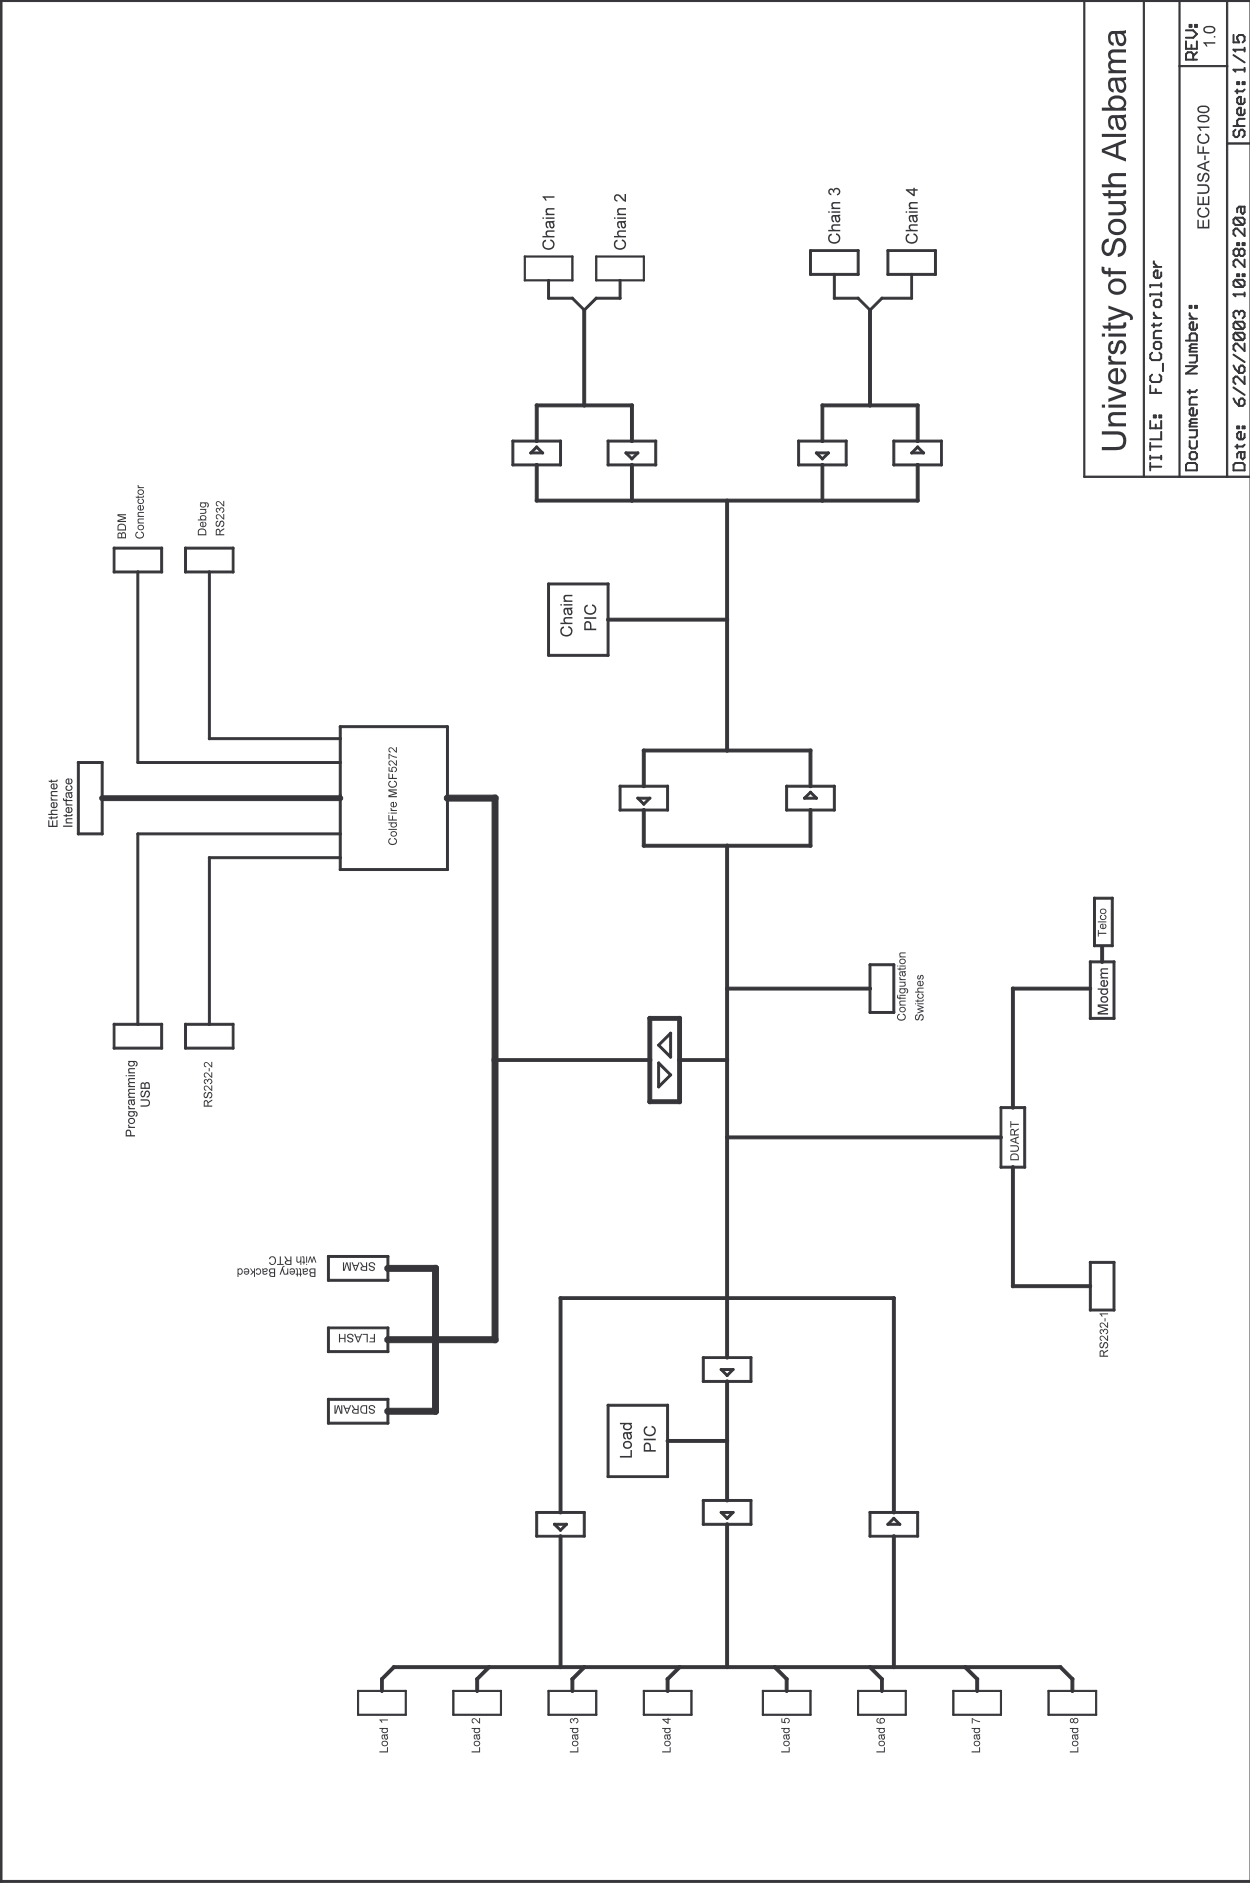 Ethernet
Interface
BDM
Connector
Debug
RS232
Programming
USB
RS232-2
ColdFire MCF5272
Battery Backed
with RTC
SRAM
FLASH
SDRAM
Chain
PIC
Chain 1
Chain 2
Chain 3
Chain 4
Load
PIC
Configuration
Switches
DUART
Modem
Telco
RS232-1
Load 1
Load 2
Load 3
Load 4
Load 5
Load 6
Load 7
Load 8
University of South Alabama
TITLE: FC_Controller
Document Number:
ECEUSA-FC100
REV:
1.0
Date: 6/26/2003 10:28:20a
Sheet: 1/15